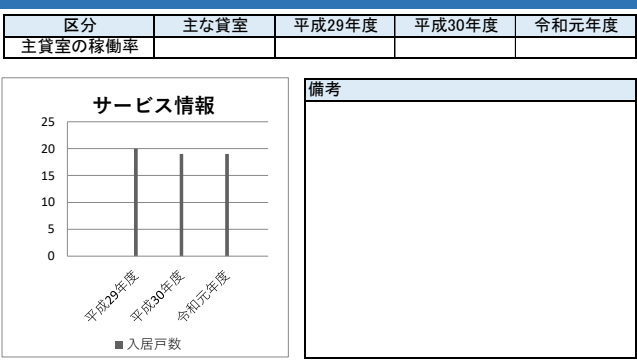 区分 主な貸室 平成29年度 平成30年度 令和元年度
主貸室の稼働率
サービス情報
25
20
15
10
5
0
平成29年度 平成30年度 令和元年度
入居戸数
備考